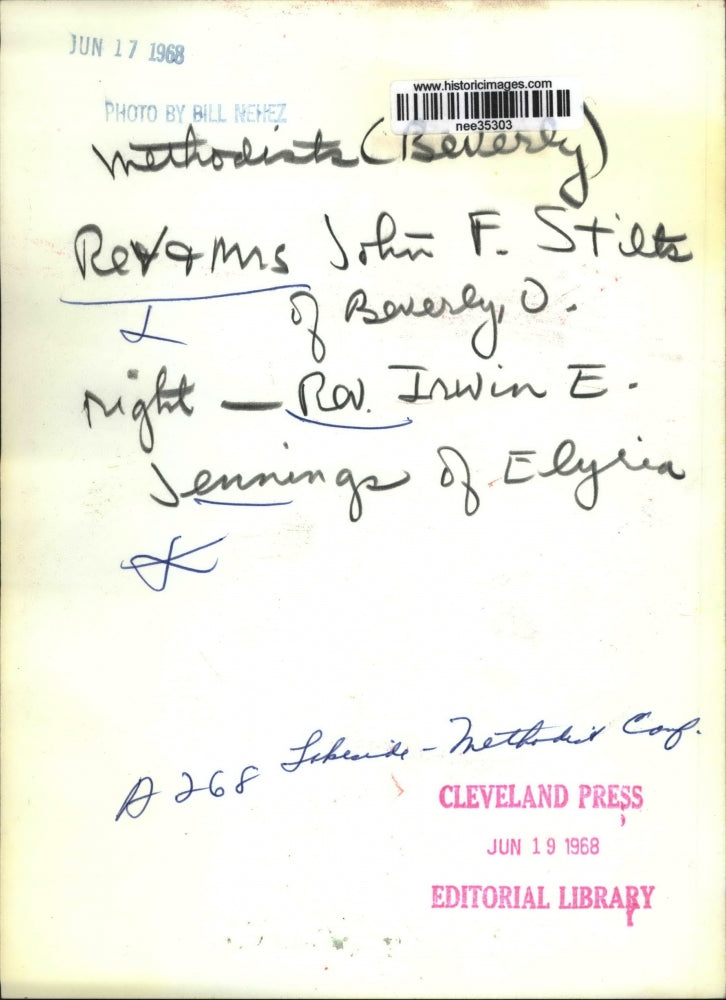 JUN 17 1968
www.historicimages.com
nee35303
PHOTO BY BILL NEHEZ
Methodists (Beverly)
Rev & Mrs John F. Stilts
of Beverly, O.
L
right — Rev. Irwin E.
Jennings of Elyria
A 268 Lakeside - Methodist Conf.
CLEVELAND PRESS
JUN 19 1968
EDITORIAL LIBRARY